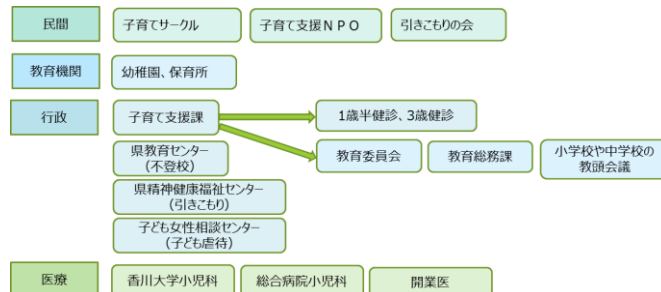 民間
子育てサークル
子育て支援NPO
引きこもりの会
教育機関
幼稚園、保育所
行政
子育て支援課
1歳半健診、3歳健診
教育委員会
教育総務課
小学校や中学校の
教頭会議
県教育センター
(不登校)
県精神健康福祉センター
(引きこもり)
子ども女性相談センター
(子ども虐待)
医療
香川大学小児科
総合病院小児科
開業医